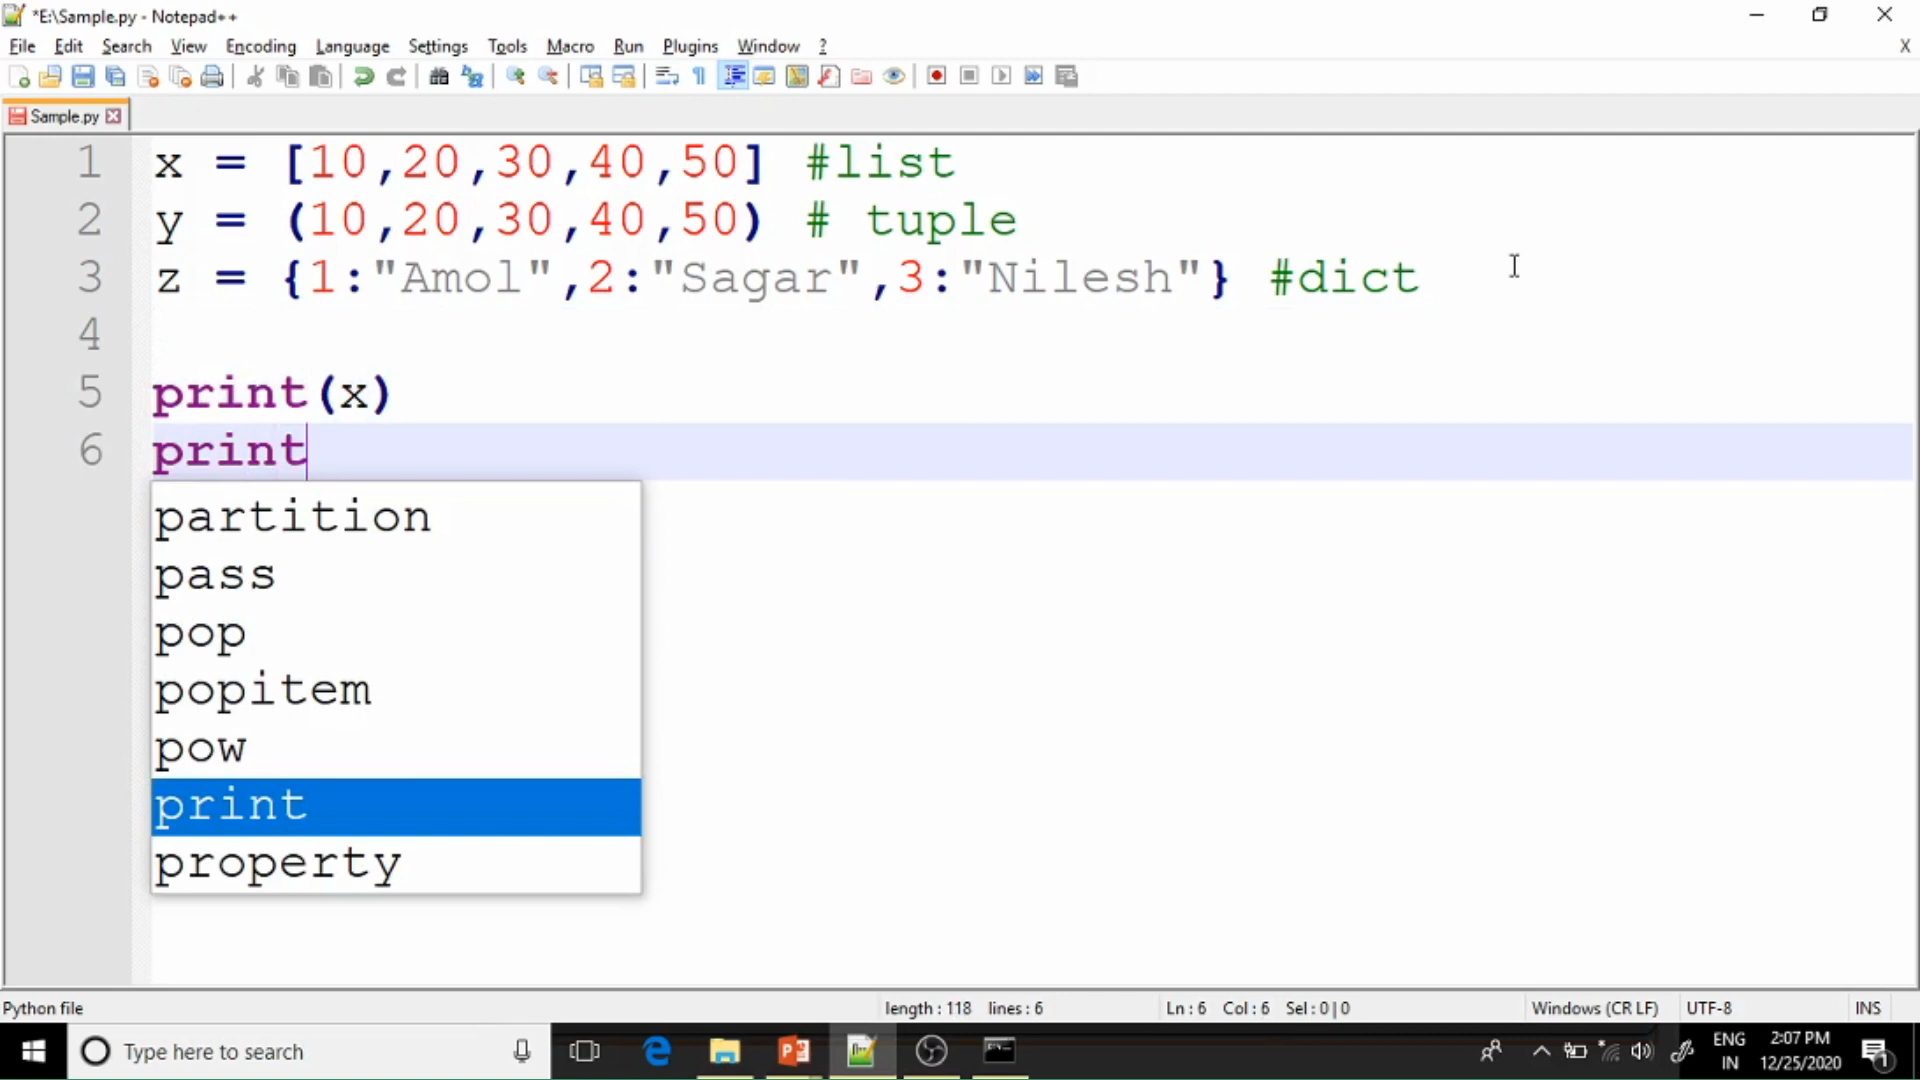 *E:\Sample.py - Notepad++
File Edit Search View Encoding Language Settings Tools Macro Run Plugins Window ? X
Sample.py
1 x = [10,20,30,40,50] #list
2 y = (10,20,30,40,50) # tuple
3 z = {1:"Amol",2:"Sagar",3:"Nilesh"} #dict
4
5 print(x)
6 print
partition
pass
pop
popitem
pow
print
property
Python file length : 118 lines : 6 Ln : 6 Col : 6 Sel : 0 | 0 Windows (CR LF) UTF-8 INS
Type here to search ENG 2:07 PM
IN 12/25/2020 1